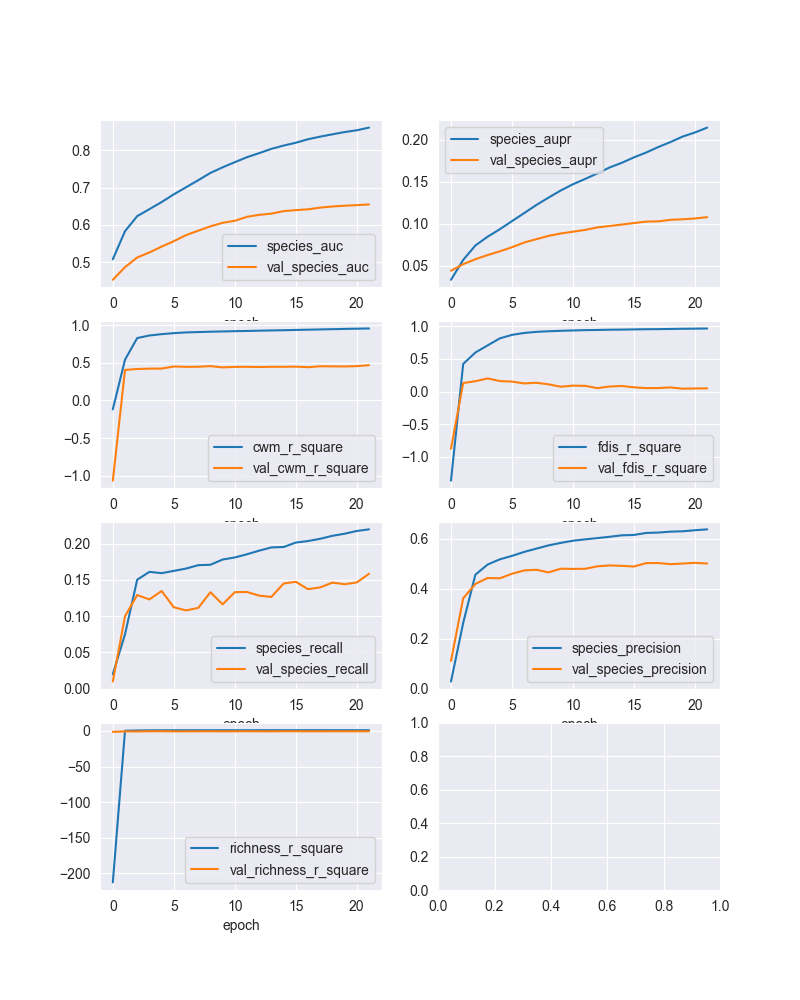 0.8
0.7
0.6
0.5
species_auc
val_species_auc
0 5 10 15 20
epoch
0.20
0.15
0.10
0.05
species_aupr
val_species_aupr
0 5 10 15 20
epoch
1.0
0.5
0.0
−0.5
−1.0
cwm_r_square
val_cwm_r_square
0 5 10 15 20
epoch
1.0
0.5
0.0
−0.5
−1.0
fdis_r_square
val_fdis_r_square
0 5 10 15 20
epoch
0.20
0.15
0.10
0.05
0.00
species_recall
val_species_recall
0 5 10 15 20
epoch
0.6
0.4
0.2
0.0
species_precision
val_species_precision
0 5 10 15 20
epoch
0
−50
−100
−150
−200
richness_r_square
val_richness_r_square
0 5 10 15 20
epoch
1.0
0.8
0.6
0.4
0.2
0.0
0.0 0.2 0.4 0.6 0.8 1.0